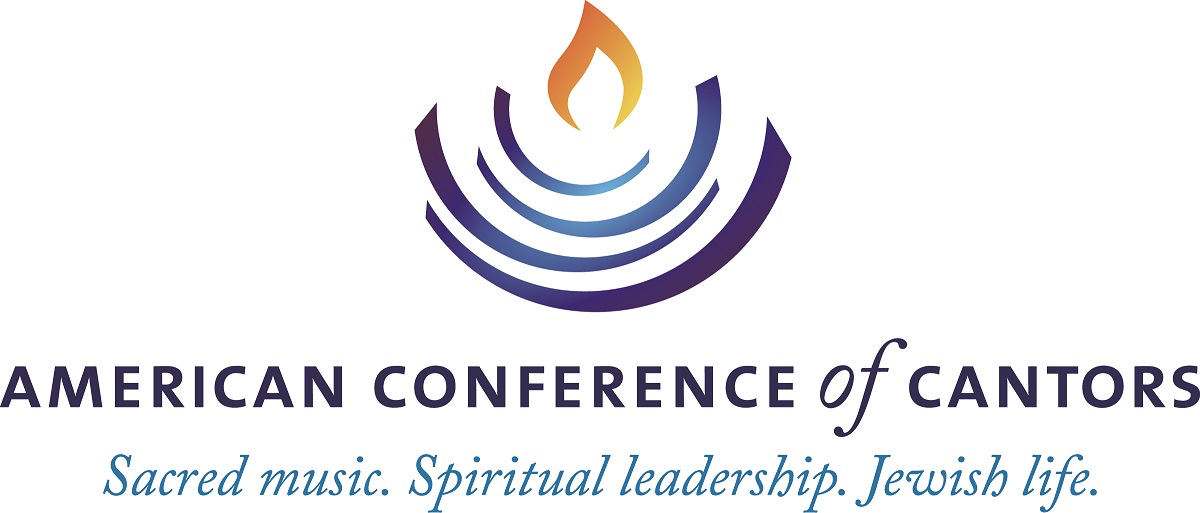 AMERICAN CONFERENCE of CANTORS
Sacred music. Spiritual leadership. Jewish life.